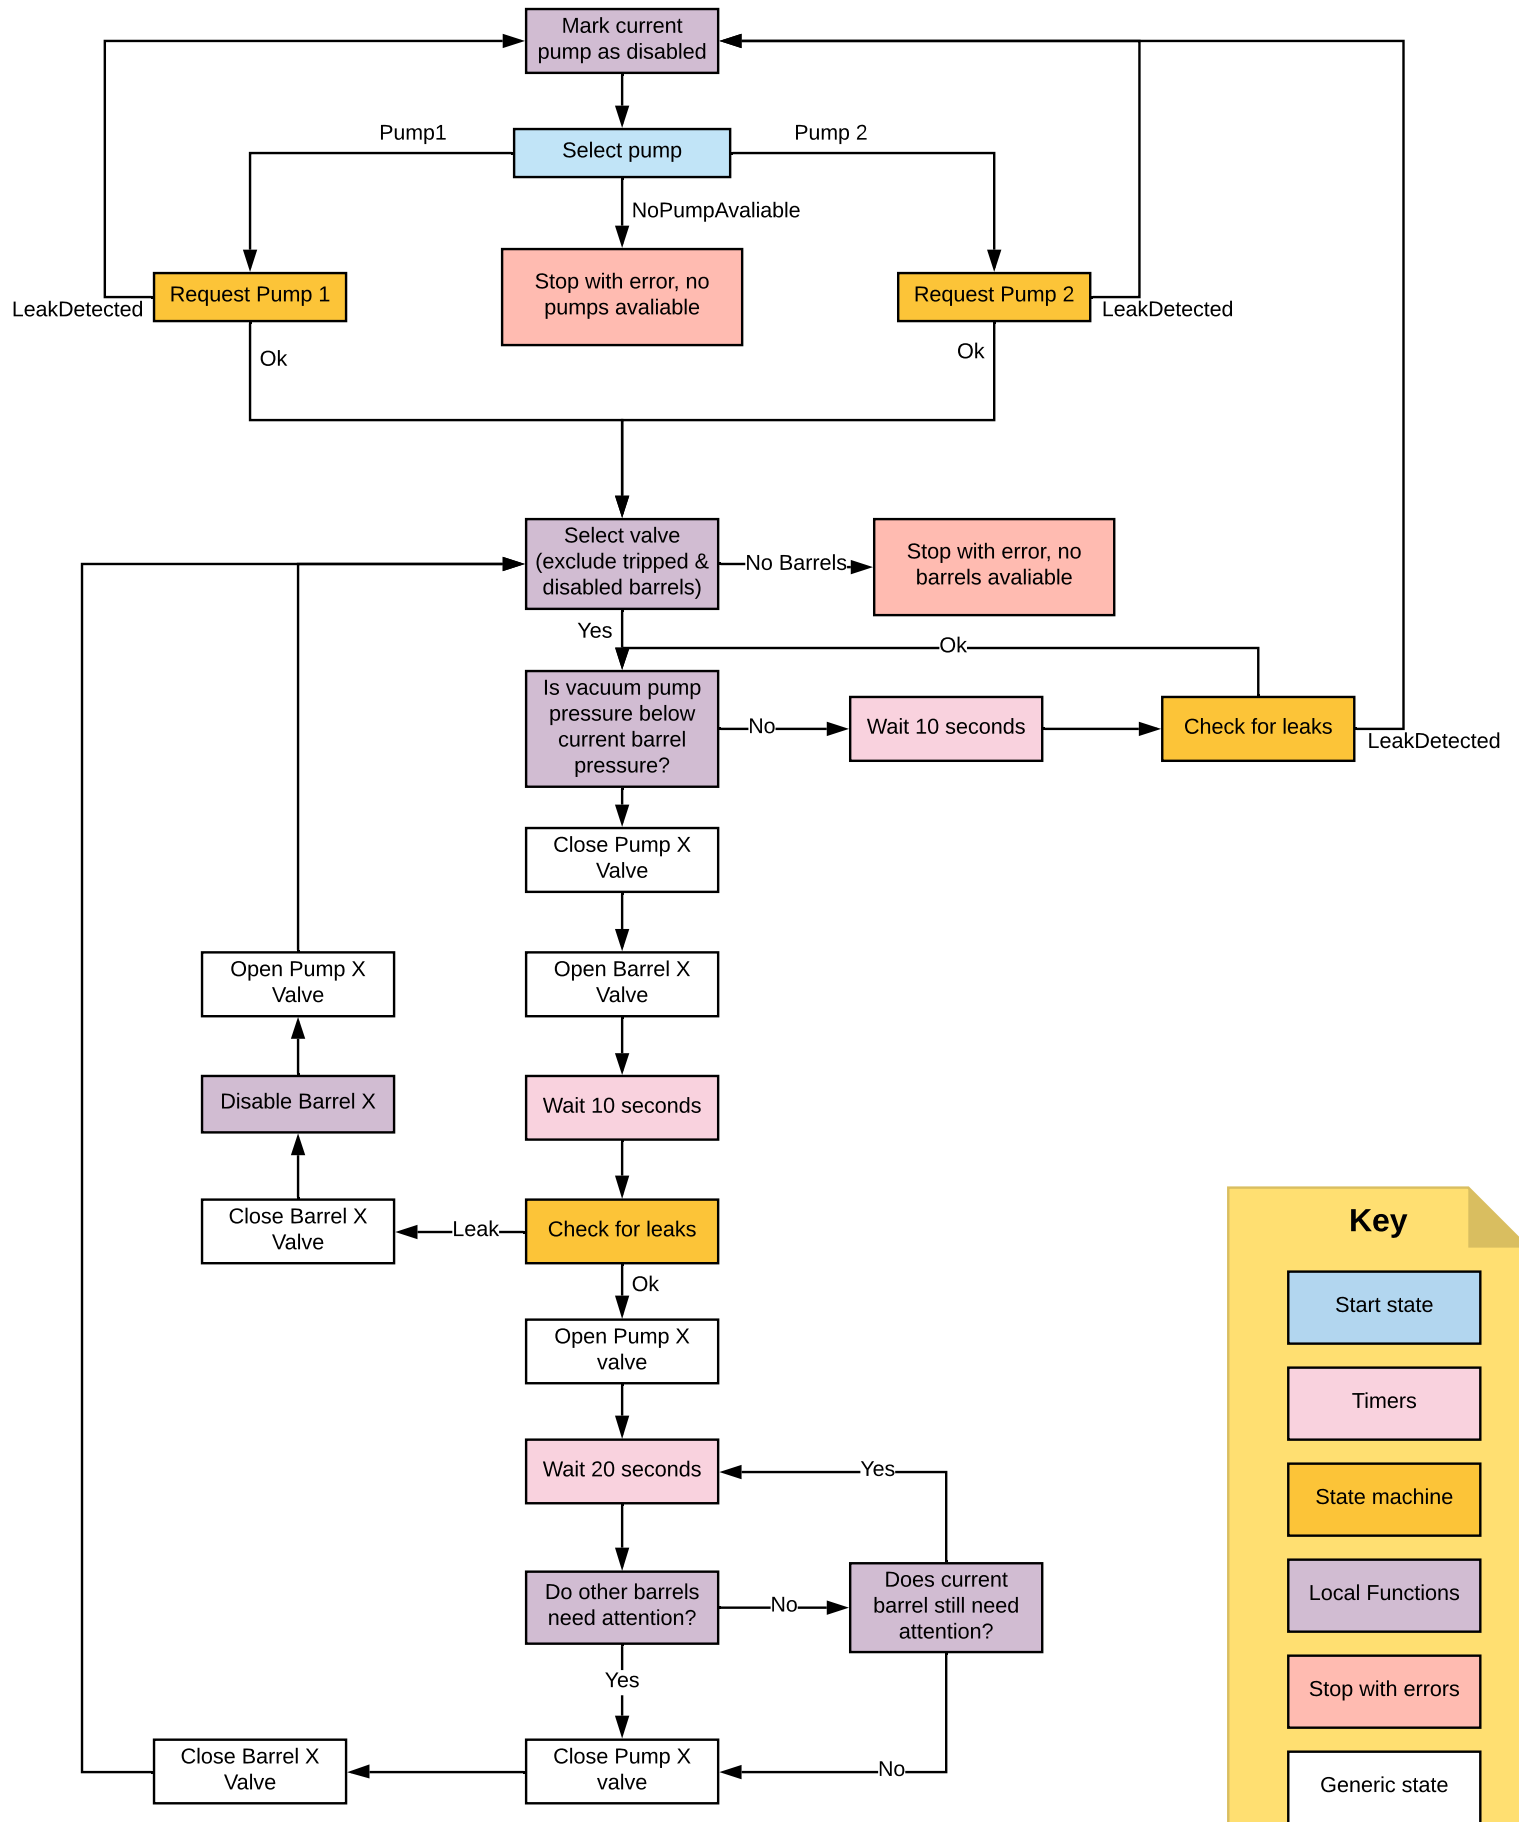 Mark current
pump as disabled
Pump1
Select pump
Pump 2
NoPumpAvaliable
Request Pump 1
Stop with error, no
pumps avaliable
Request Pump 2
LeakDetected
LeakDetected
Ok
Ok
Select valve
(exclude tripped &
disabled barrels)
No Barrels
Stop with error, no
barrels avaliable
Yes
Ok
Is vacuum pump
pressure below
current barrel
pressure?
No
Wait 10 seconds
Check for leaks
LeakDetected
Close Pump X
Valve
Open Pump X
Valve
Open Barrel X
Valve
Disable Barrel X
Wait 10 seconds
Close Barrel X
Valve
Leak
Check for leaks
Ok
Open Pump X
valve
Wait 20 seconds
Yes
Do other barrels
need attention?
No
Does current
barrel still need
attention?
Yes
Close Barrel X
Valve
Close Pump X
valve
No
Key
Start state
Timers
State machine
Local Functions
Stop with errors
Generic state